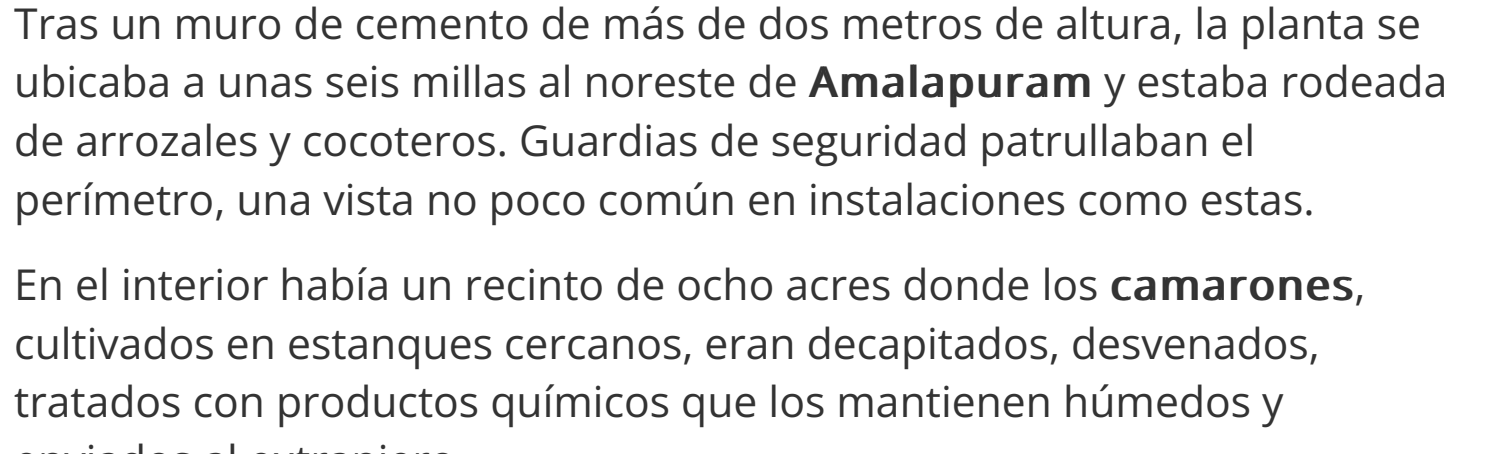 Tras un muro de cemento de más de dos metros de altura, la planta se
ubicaba a unas seis millas al noreste de Amalapuram y estaba rodeada
de arrozales y cocoteros. Guardias de seguridad patrullaban el
perímetro, una vista no poco común en instalaciones como estas.
En el interior había un recinto de ocho acres donde los camarones,
cultivados en estanques cercanos, eran decapitados, desvenados,
tratados con productos químicos que los mantienen húmedos y
enviados al extranjero